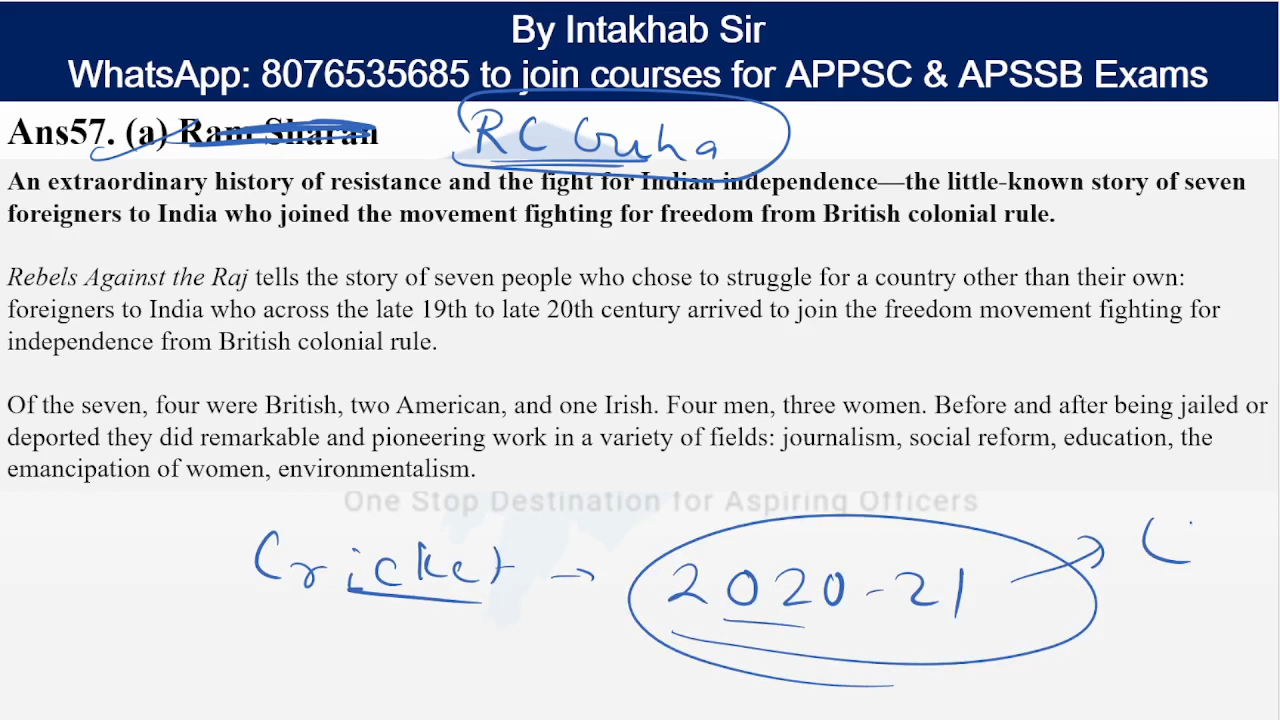 By Intakhab Sir
WhatsApp: 8076535685 to join courses for APPSC & APSSB Exams
Ans57. (a) Ram Sharan
RC Guha
An extraordinary history of resistance and the fight for Indian independence—the little-known story of seven
foreigners to India who joined the movement fighting for freedom from British colonial rule.
Rebels Against the Raj tells the story of seven people who chose to struggle for a country other than their own:
foreigners to India who across the late 19th to late 20th century arrived to join the freedom movement fighting for
independence from British colonial rule.
Of the seven, four were British, two American, and one Irish. Four men, three women. Before and after being jailed or
deported they did remarkable and pioneering work in a variety of fields: journalism, social reform, education, the
emancipation of women, environmentalism.
One Stop Destination for Aspiring Officers
Cricket → 2020-21 → C